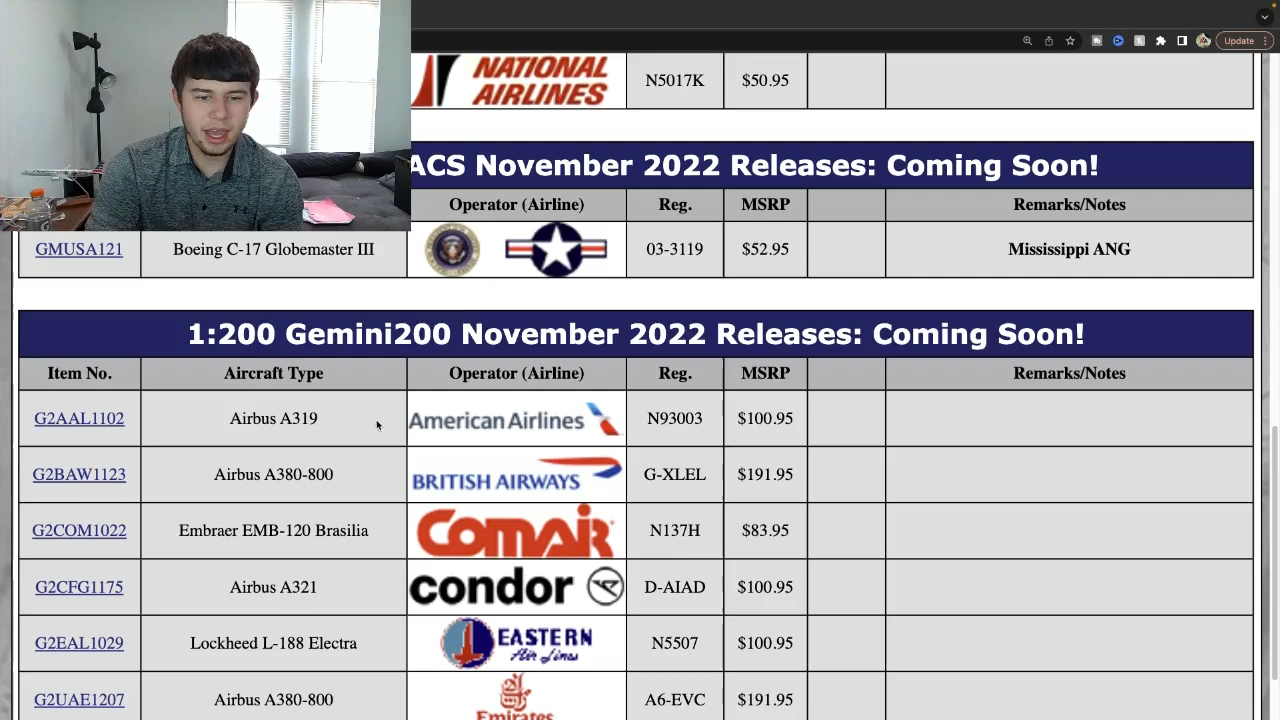 Update
NATIONAL AIRLINES N5017K $50.95
ACS November 2022 Releases: Coming Soon!
Operator (Airline) Reg. MSRP Remarks/Notes
GMUSA121 Boeing C-17 Globemaster III 03-3119 $52.95 Mississippi ANG
1:200 Gemini200 November 2022 Releases: Coming Soon!
Item No. Aircraft Type Operator (Airline) Reg. MSRP Remarks/Notes
G2AAL1102 Airbus A319 American Airlines N93003 $100.95
G2BAW1123 Airbus A380-800 BRITISH AIRWAYS G-XLEL $191.95
G2COM1022 Embraer EMB-120 Brasilia COMAIR N137H $83.95
G2CFG1175 Airbus A321 condor D-AIAD $100.95
G2EAL1029 Lockheed L-188 Electra EASTERN Air Lines N5507 $100.95
G2UAE1207 Airbus A380-800 Emirates A6-EVC $191.95